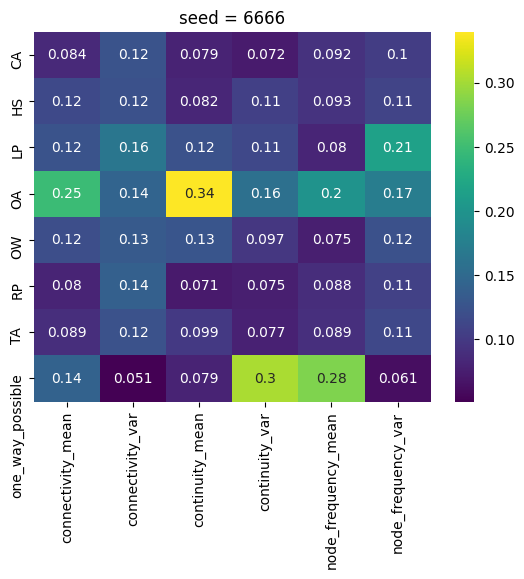 seed = 6666
CA 0.084 0.12 0.079 0.072 0.092 0.1
HS 0.12 0.12 0.082 0.11 0.093 0.11
LP 0.12 0.16 0.12 0.11 0.08 0.21
OA 0.25 0.14 0.34 0.16 0.2 0.17
OW 0.12 0.13 0.13 0.097 0.075 0.12
RP 0.08 0.14 0.071 0.075 0.088 0.11
TA 0.089 0.12 0.099 0.077 0.089 0.11
one_way_possible 0.14 0.051 0.079 0.3 0.28 0.061
connectivity_mean
connectivity_var
continuity_mean
continuity_var
node_frequency_mean
node_frequency_var
0.30
0.25
0.20
0.15
0.10